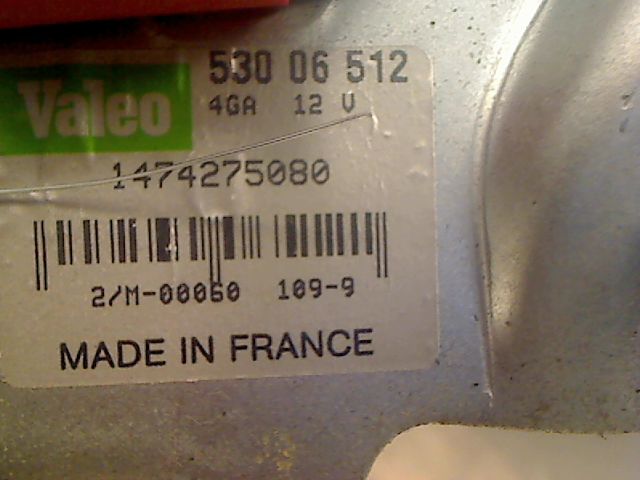 Valeo
530 06 512
4GA 12 V
1474275080
2/M-00060 109-9
MADE IN FRANCE